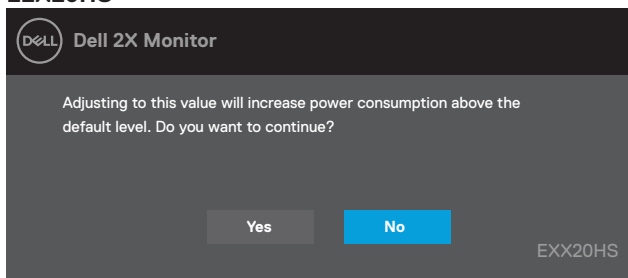 DELL Dell 2X Monitor
Adjusting to this value will increase power consumption above the
default level. Do you want to continue?
Yes No
EXX20HS